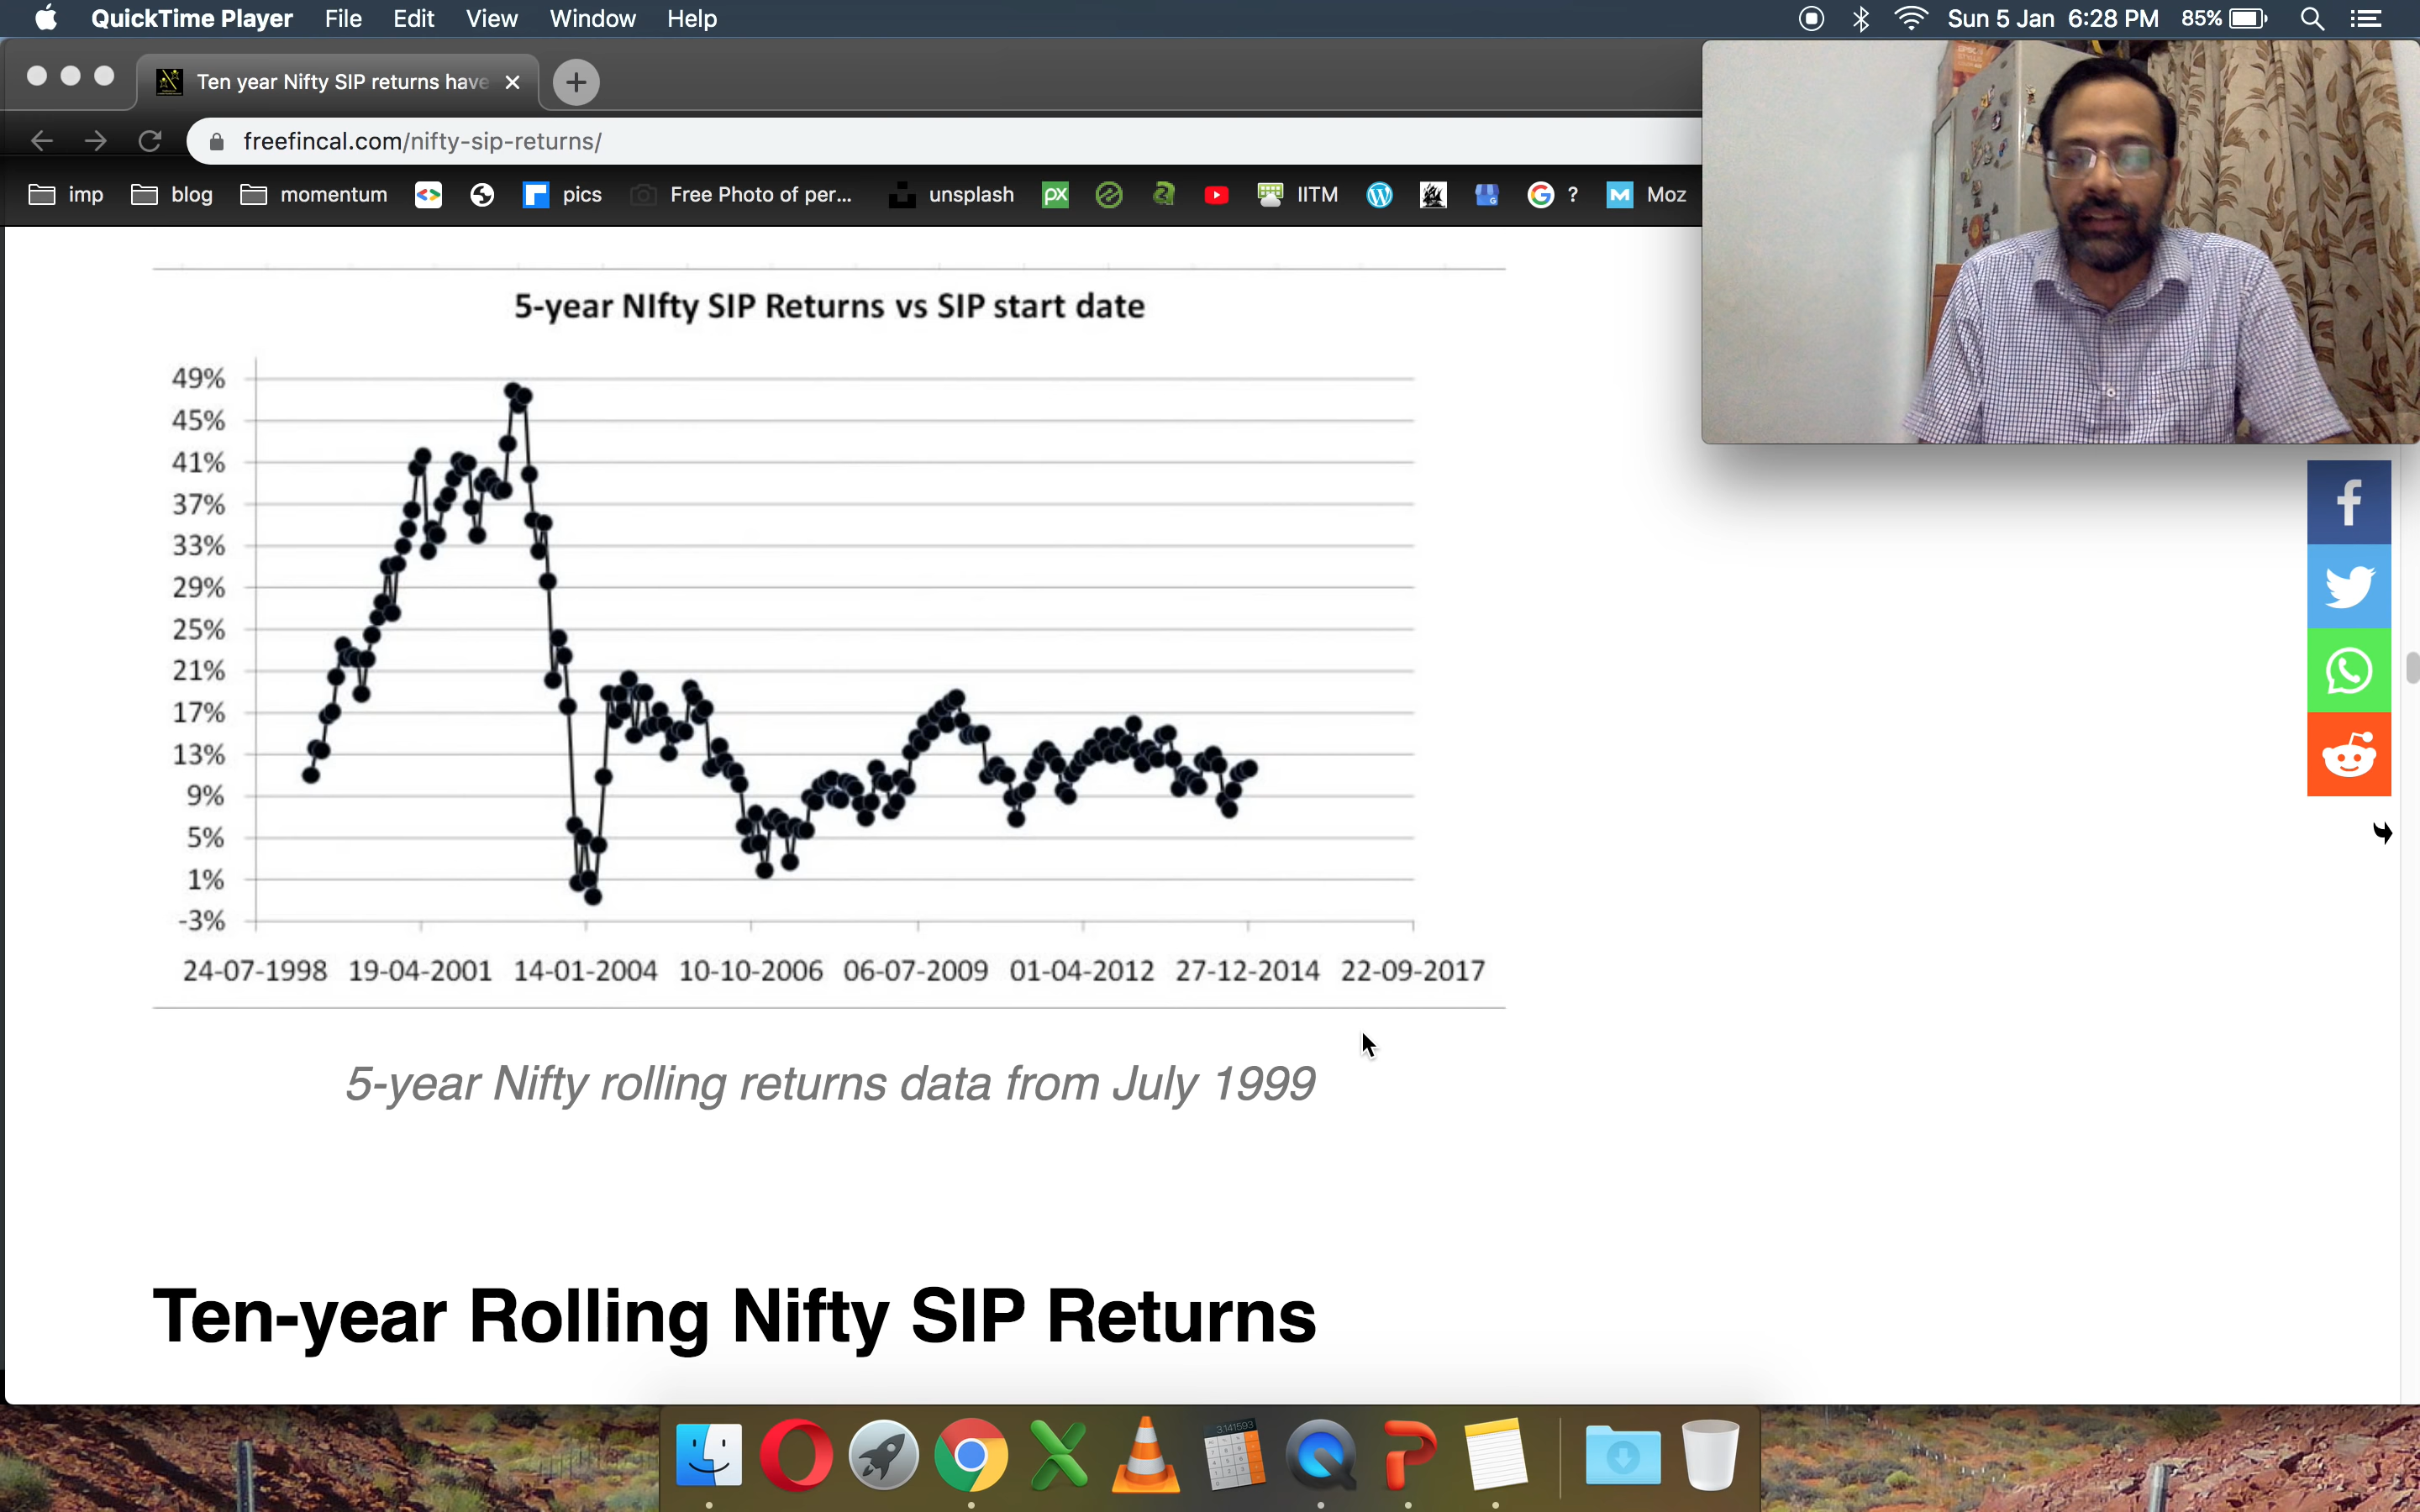 QuickTime Player File Edit View Window Help Sun 5 Jan 6:28 PM 85%
Ten year Nifty SIP returns have
freefincal.com/nifty-sip-returns/
imp blog momentum pics Free Photo of per... unsplash px IITM ? M Moz
5-year NIfty SIP Returns vs SIP start date
49%
45%
41%
37%
33%
29%
25%
21%
17%
13%
9%
5%
1%
-3%
24-07-1998 19-04-2001 14-01-2004 10-10-2006 06-07-2009 01-04-2012 27-12-2014 22-09-2017
5-year Nifty rolling returns data from July 1999
Ten-year Rolling Nifty SIP Returns